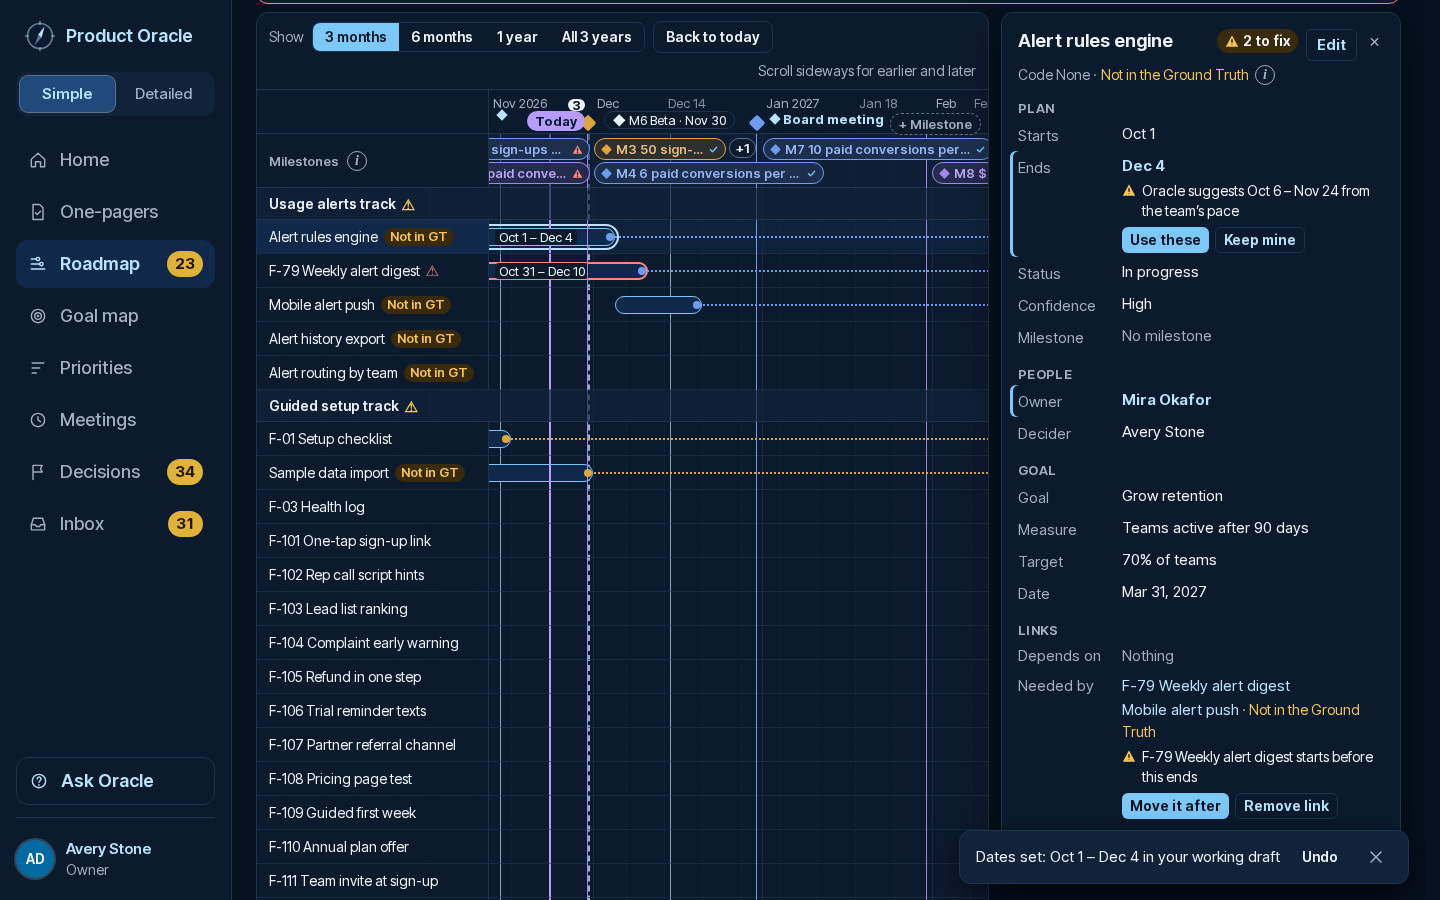 Product Oracle
Simple
Detailed
Home
One-pagers
Roadmap 23
Goal map
Priorities
Meetings
Decisions 34
Inbox 31
Ask Oracle
AD
Avery Stone
Owner
Show
3 months
6 months
1 year
All 3 years
Back to today
Scroll sideways for earlier and later
Nov 2026
3
Dec
Dec 14
Jan 2027
Jan 18
Feb
Today
M6 Beta · Nov 30
Board meeting
+ Milestone
Milestones i
sign-ups ...
M3 50 sign-...
+1
M7 10 paid conversions per...
paid conve...
M4 6 paid conversions per ...
M8 $
Usage alerts track
Alert rules engine Not in GT
Oct 1 – Dec 4
F-79 Weekly alert digest
Oct 31 – Dec 10
Mobile alert push Not in GT
Alert history export Not in GT
Alert routing by team Not in GT
Guided setup track
F-01 Setup checklist
Sample data import Not in GT
F-03 Health log
F-101 One-tap sign-up link
F-102 Rep call script hints
F-103 Lead list ranking
F-104 Complaint early warning
F-105 Refund in one step
F-106 Trial reminder texts
F-107 Partner referral channel
F-108 Pricing page test
F-109 Guided first week
F-110 Annual plan offer
F-111 Team invite at sign-up
Alert rules engine
2 to fix
Edit
×
Code None · Not in the Ground Truth i
PLAN
Starts Oct 1
Ends Dec 4
Oracle suggests Oct 6 – Nov 24 from
the team's pace
Use these
Keep mine
Status In progress
Confidence High
Milestone No milestone
PEOPLE
Owner Mira Okafor
Decider Avery Stone
GOAL
Goal Grow retention
Measure Teams active after 90 days
Target 70% of teams
Date Mar 31, 2027
LINKS
Depends on Nothing
Needed by F-79 Weekly alert digest
Mobile alert push · Not in the Ground
Truth
F-79 Weekly alert digest starts before
this ends
Move it after
Remove link
Dates set: Oct 1 – Dec 4 in your working draft
Undo